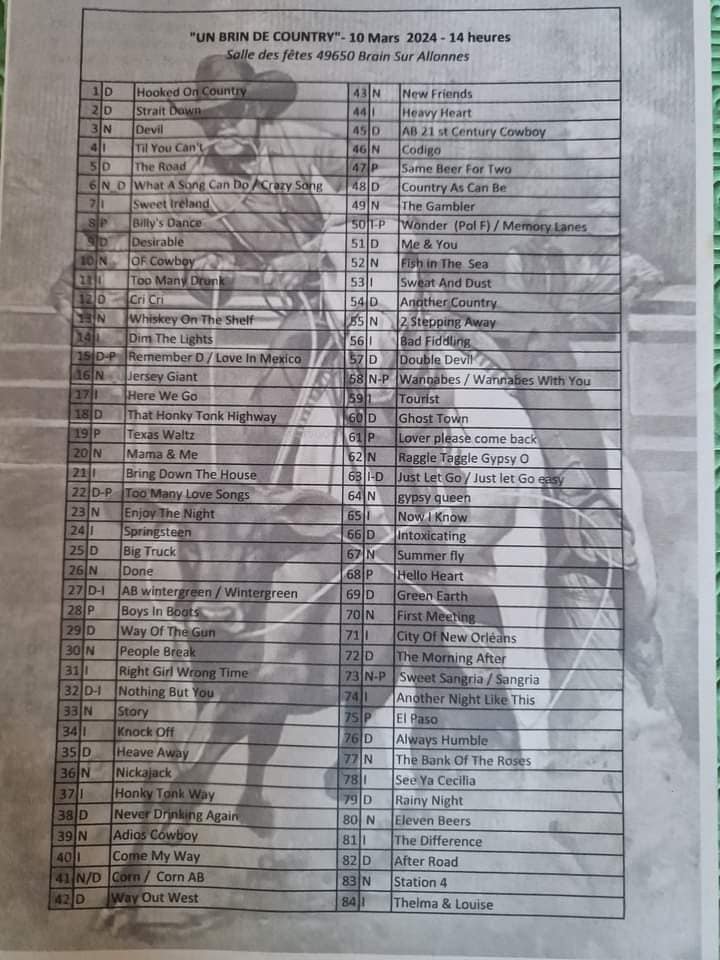 "UN BRIN DE COUNTRY"- 10 Mars 2024 - 14 heures
Salle des fêtes 49650 Brain Sur Allonnes
1 D Hooked On Country
2 D Strait Down
3 N Devil
4 I Til You Can't
5 D The Road
6 N_D What A Song Can Do / Crazy Song
7 I Sweet Ireland
8 P Billy's Dance
9 D Desirable
10 N OF Cowboy
11 I Too Many Drunk
12 D Cri Cri
13 N Whiskey On The Shelf
14 I Dim The Lights
15 D-P Remember D / Love In Mexico
16 N Jersey Giant
17 I Here We Go
18 D That Honky Tonk Highway
19 P Texas Waltz
20 N Mama & Me
21 I Bring Down The House
22 D-P Too Many Love Songs
23 N Enjoy The Night
24 I Springsteen
25 D Big Truck
26 N Done
27 D-I AB wintergreen / Wintergreen
28 P Boys In Boots
29 D Way Of The Gun
30 N People Break
31 I Right Girl Wrong Time
32 D-I Nothing But You
33 N Story
34 I Knock Off
35 D Heave Away
36 N Nickajack
37 I Honky Tonk Way
38 D Never Drinking Again
39 N Adios Cowboy
40 I Come My Way
41 N/D Corn / Corn AB
42 D Way Out West
43 N New Friends
44 I Heavy Heart
45 D AB 21 st Century Cowboy
46 N Codigo
47 P Same Beer For Two
48 D Country As Can Be
49 N The Gambler
50 I-P Wonder (Pol F) / Memory Lanes
51 D Me & You
52 N Fish in The Sea
53 I Sweat And Dust
54 D Another Country
55 N 2 Stepping Away
56 I Bad Fiddling
57 D Double Devil
58 N-P Wannabes / Wannabes With You
59 I Tourist
60 D Ghost Town
61 P Lover please come back
62 N Raggle Taggle Gypsy O
63 I-D Just Let Go / Just let Go easy
64 N gypsy queen
65 I Now I Know
66 D Intoxicating
67 N Summer fly
68 P Hello Heart
69 D Green Earth
70 N First Meeting
71 I City Of New Orléans
72 D The Morning After
73 N-P Sweet Sangria / Sangria
74 I Another Night Like This
75 P El Paso
76 D Always Humble
77 N The Bank Of The Roses
78 I See Ya Cecilia
79 D Rainy Night
80 N Eleven Beers
81 I The Difference
82 D After Road
83 N Station 4
84 I Thelma & Louise